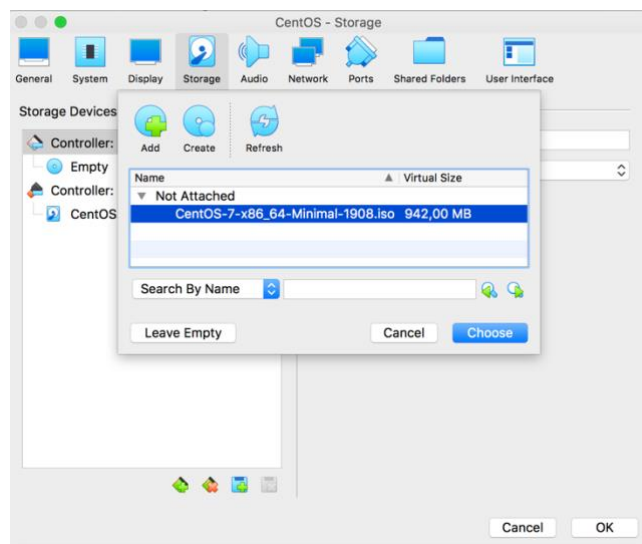 CentOS - Storage
General System Display Storage Audio Network Ports Shared Folders User Interface
Storage Devices
Controller:
Empty
Controller:
CentOS
Add Create Refresh
Name Virtual Size
Not Attached
CentOS-7-x86_64-Minimal-1908.iso 942,00 MB
Search By Name
Leave Empty Cancel Choose
Cancel OK